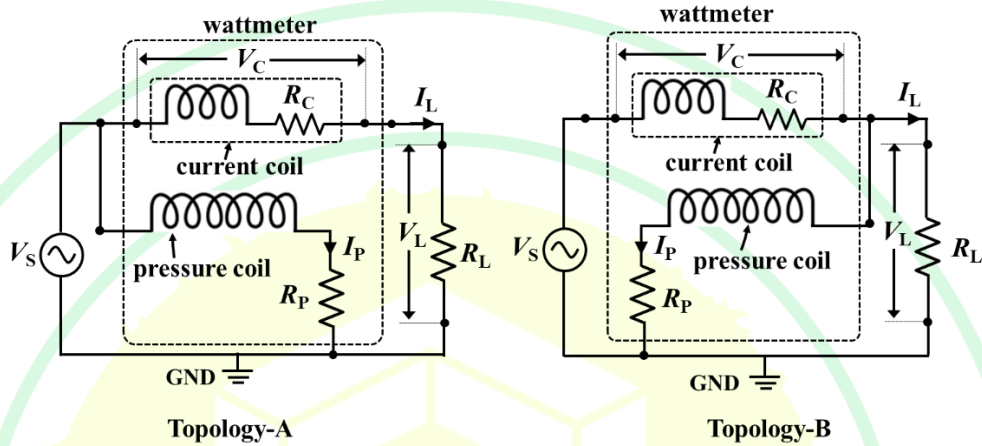 wattmeter
V_C
R_C
I_L
current coil
V_S
pressure coil
I_P
R_P
V_L
R_L
GND
Topology-A
wattmeter
V_C
R_C
I_L
current coil
V_S
I_P
pressure coil
R_P
V_L
R_L
GND
Topology-B